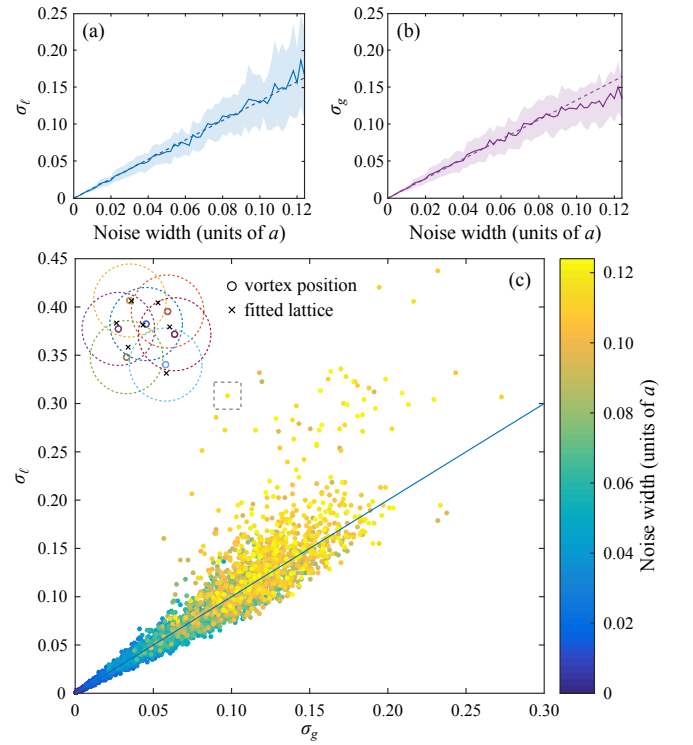 (a)
0.25
0.20
0.15
0.10
0.05
0
σℓ
0 0.02 0.04 0.06 0.08 0.10 0.12
Noise width (units of a)
(b)
0.25
0.20
0.15
0.10
0.05
0
σg
0 0.02 0.04 0.06 0.08 0.10 0.12
Noise width (units of a)
(c)
0.45
0.40
0.35
0.30
0.25
0.20
0.15
0.10
0.05
0
σℓ
vortex position
fitted lattice
0 0.05 0.10 0.15 0.20 0.25 0.30
σg
0.12
0.10
0.08
0.06
0.04
0.02
0
Noise width (units of a)